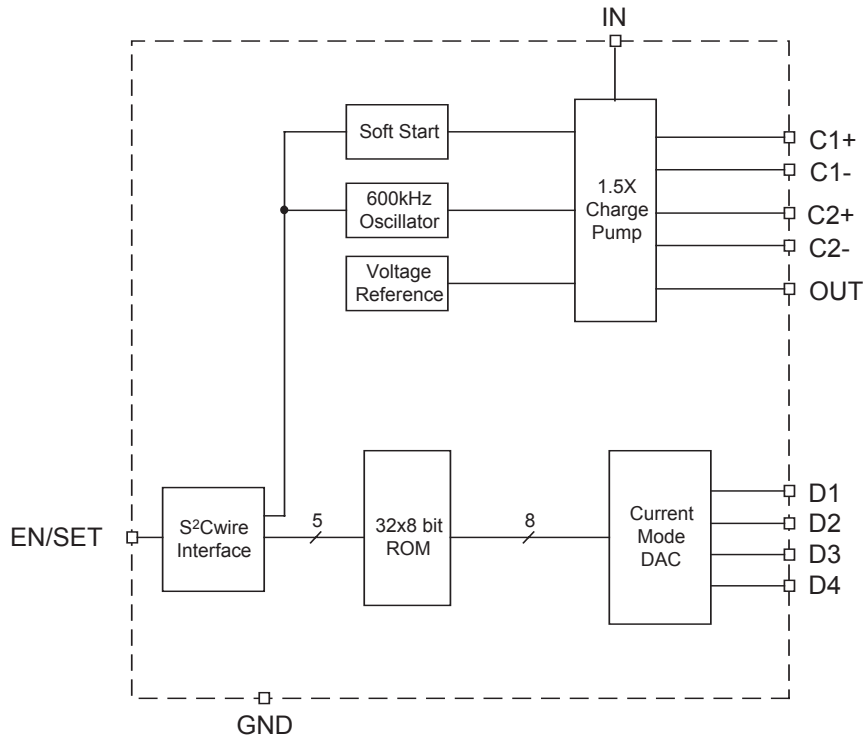 IN
Soft Start
600kHz
Oscillator
Voltage
Reference
1.5X
Charge
Pump
C1+
C1-
C2+
C2-
OUT
EN/SET
S²Cwire
Interface
5
32x8 bit
ROM
8
Current
Mode
DAC
D1
D2
D3
D4
GND